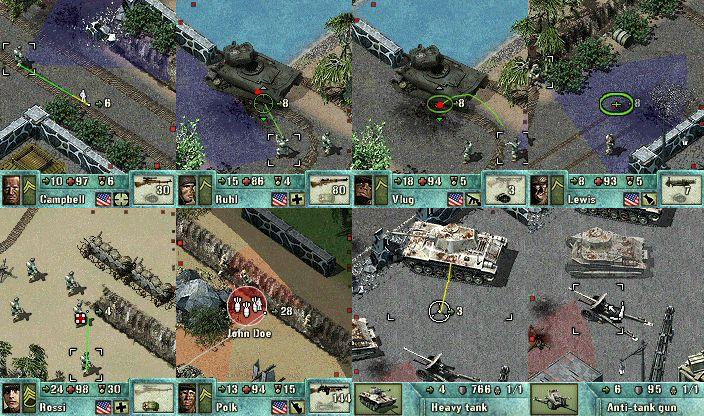 6
8
8
8
10 97 6
15 86 4
18 94 5
8 93 5
30
80
3
7
Campbell
Ruhl
Vlug
Lewis
4
28
3
John Doe
24 98 30
13 94 15
4 766 1/1
6 95 1/1
144
Rossi
Polk
Heavy tank
Anti-tank gun